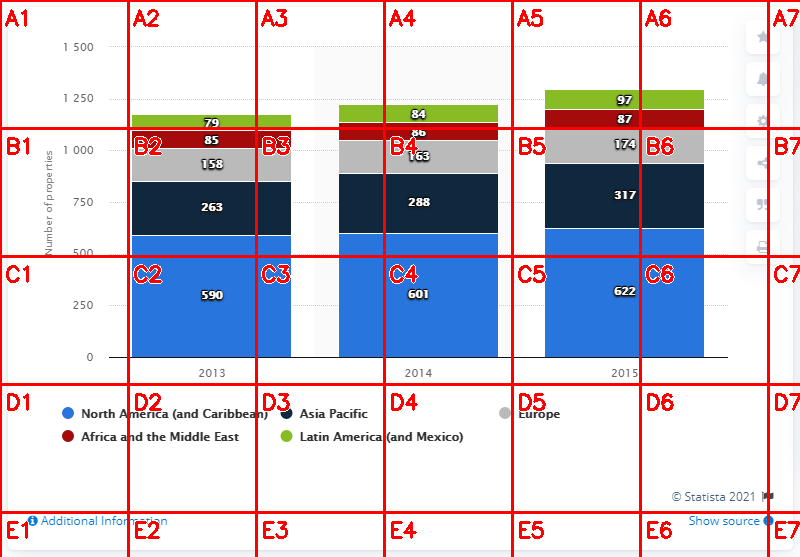 1 500
1 250
1 000
750
500
250
0
Number of properties
79
85
158
263
590
84
86
163
288
601
97
87
174
317
622
2013
2014
2015
North America (and Caribbean) Asia Pacific Europe
Africa and the Middle East Latin America (and Mexico)
© Statista 2021
Additional Information Show source
A1 A2 A3 A4 A5 A6 A7
B1 B2 B3 B4 B5 B6 B7
C1 C2 C3 C4 C5 C6 C7
D1 D2 D3 D4 D5 D6 D7
E1 E2 E3 E4 E5 E6 E7